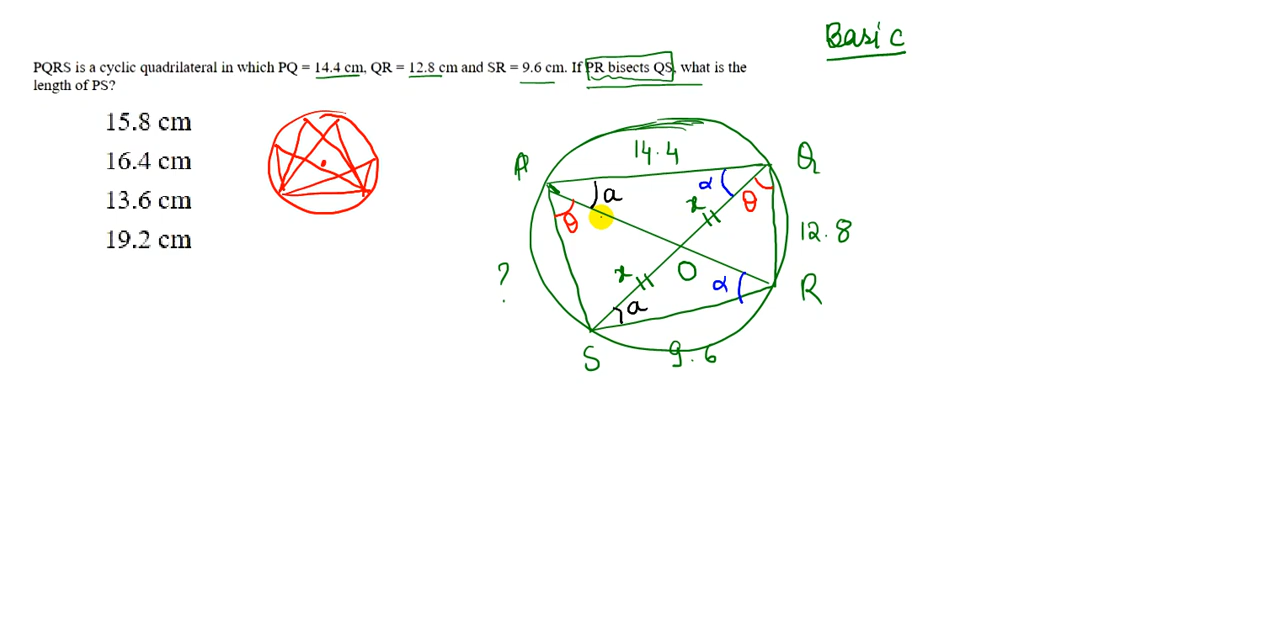 Basic
PQRS is a cyclic quadrilateral in which PQ = 14.4 cm, QR = 12.8 cm and SR = 9.6 cm. If PR bisects QS, what is the
length of PS?
15.8 cm
16.4 cm
13.6 cm
19.2 cm
P
14.4
Q
a
α
θ
x
θ
12.8
?
x
O
α
R
a
S
9.6